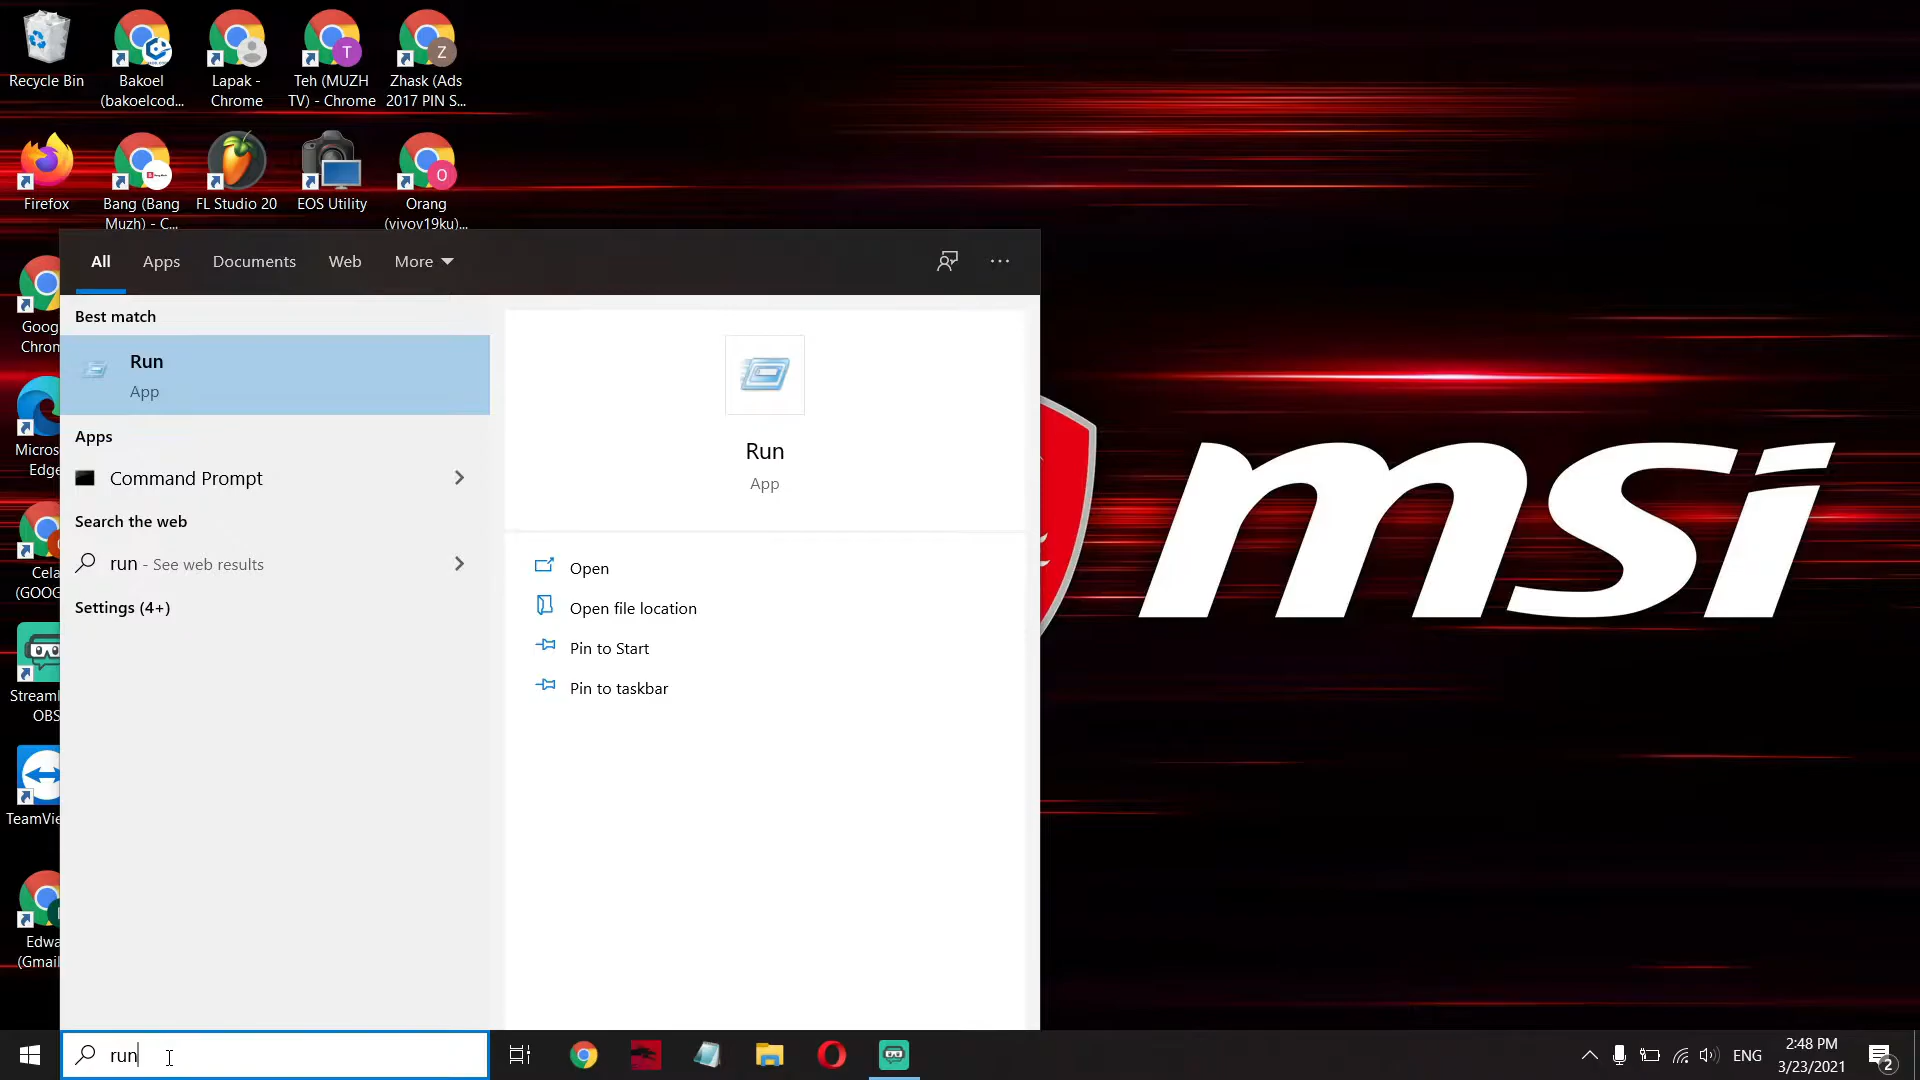 Recycle Bin
Bakoel
(bakoelcod...
Lapak -
Chrome
T
Teh (MUZH
TV) - Chrome
Z
Zhask (Ads
2017 PIN S...
Firefox
Bang (Bang
Muzh) - C...
FL Studio 20
EOS Utility
O
Orang
(vivov19ku)...
Goog
Chrom
Micros
Edge
Cela
(GOOG
Streaml
OBS
TeamVie
Edwa
(Gmail
All
Apps
Documents
Web
More
Best match
Run
App
Apps
Command Prompt
Search the web
run - See web results
Settings (4+)
Run
App
Open
Open file location
Pin to Start
Pin to taskbar
msi
run
ENG
2:48 PM
3/23/2021
2